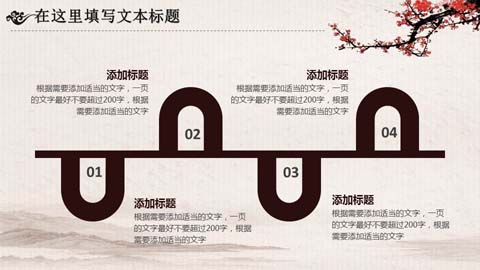 在这里填写文本标题
添加标题
根据需要添加适当的文字，一页
的文字最好不要超过200字，根据
需要添加适当的文字
添加标题
根据需要添加适当的文字，一页
的文字最好不要超过200字，根据
需要添加适当的文字
02
04
01
03
添加标题
根据需要添加适当的文字，一页
的文字最好不要超过200字，根据
需要添加适当的文字
添加标题
根据需要添加适当的文字，一页
的文字最好不要超过200字，根据
需要添加适当的文字